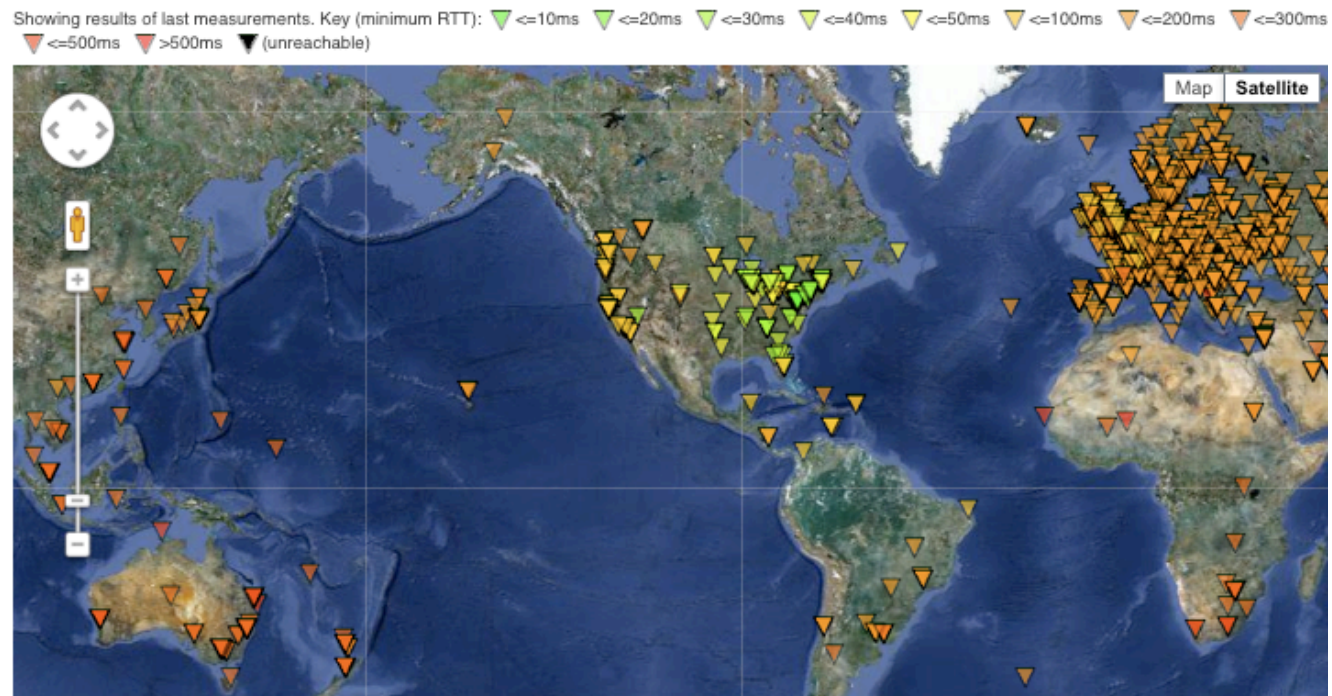 Showing results of last measurements. Key (minimum RTT): <=10ms <=20ms <=30ms <=40ms <=50ms <=100ms <=200ms <=300ms
<=500ms >500ms (unreachable)
Map Satellite